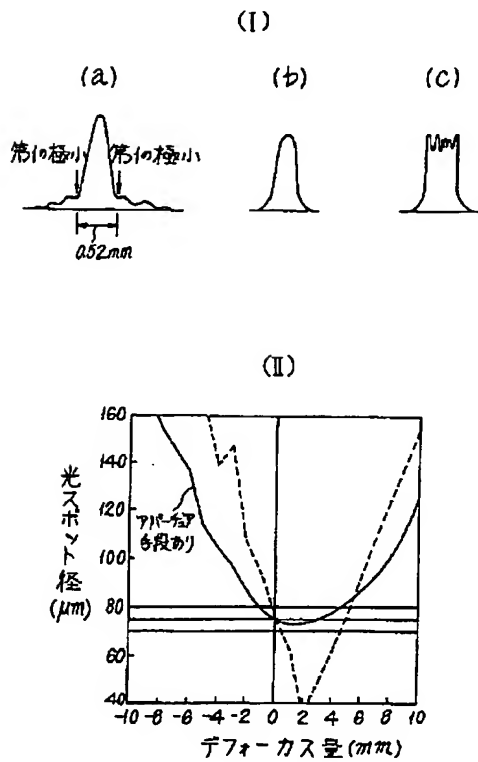 (I)
(a)
(b)
(c)
第1の極小
第1の極小
0.52mm
(II)
光スポット径(μm)
160
140
120
100
80
60
40
アパーチュア
手段あり
-10 -8 -6 -4 -2 0 2 4 6 8 10
デフォーカス量(mm)